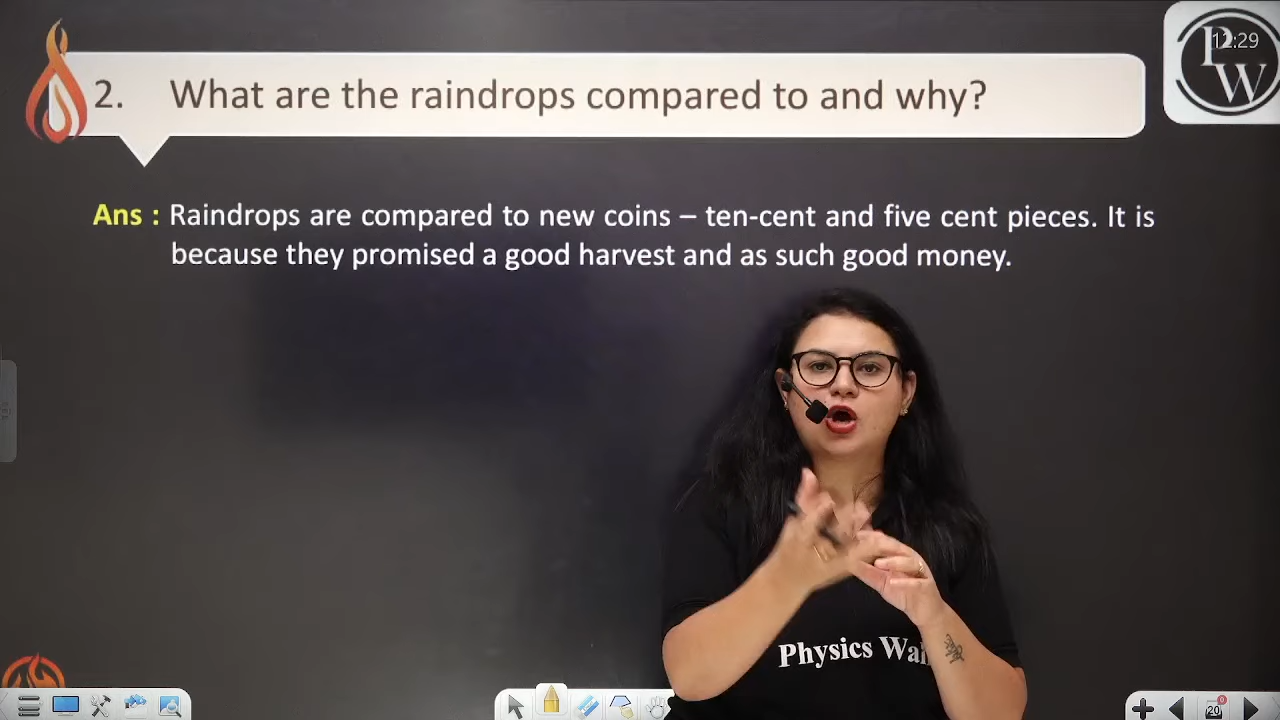 12:29
PW
2. What are the raindrops compared to and why?
Ans : Raindrops are compared to new coins – ten-cent and five cent pieces. It is
because they promised a good harvest and as such good money.
Physics Wal
20